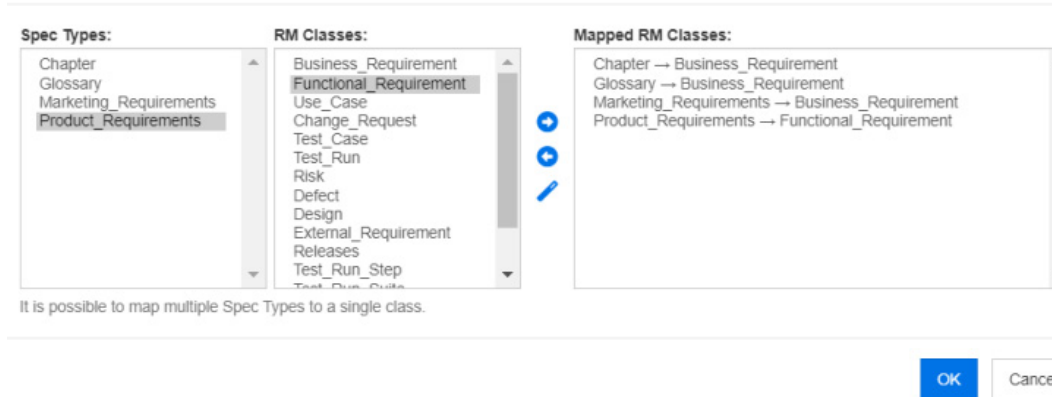 Spec Types:
RM Classes:
Mapped RM Classes:
Chapter
Glossary
Marketing_Requirements
Product_Requirements
Business_Requirement
Functional_Requirement
Use_Case
Change_Request
Test_Case
Test_Run
Risk
Defect
Design
External_Requirement
Releases
Test_Run_Step
Test_Run_Suite
Chapter → Business_Requirement
Glossary → Business_Requirement
Marketing_Requirements → Business_Requirement
Product_Requirements → Functional_Requirement
It is possible to map multiple Spec Types to a single class.
OK
Cance